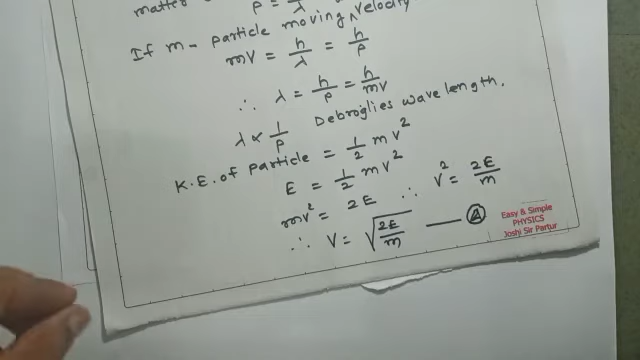 matter
P = h/λ
If m - particle moving ^ velocity
mV = h/λ = h/P
∴ λ = h/P = h/mV
λ ∝ 1/P Debroglies wave length.
K.E. of Particle = 1/2 mV²
E = 1/2 mV²
mV² = 2E ∴ V² = 2E/m
∴ V = √(2E/m) — Ⓐ
Easy & Simple
PHYSICS
Joshi Sir Partur